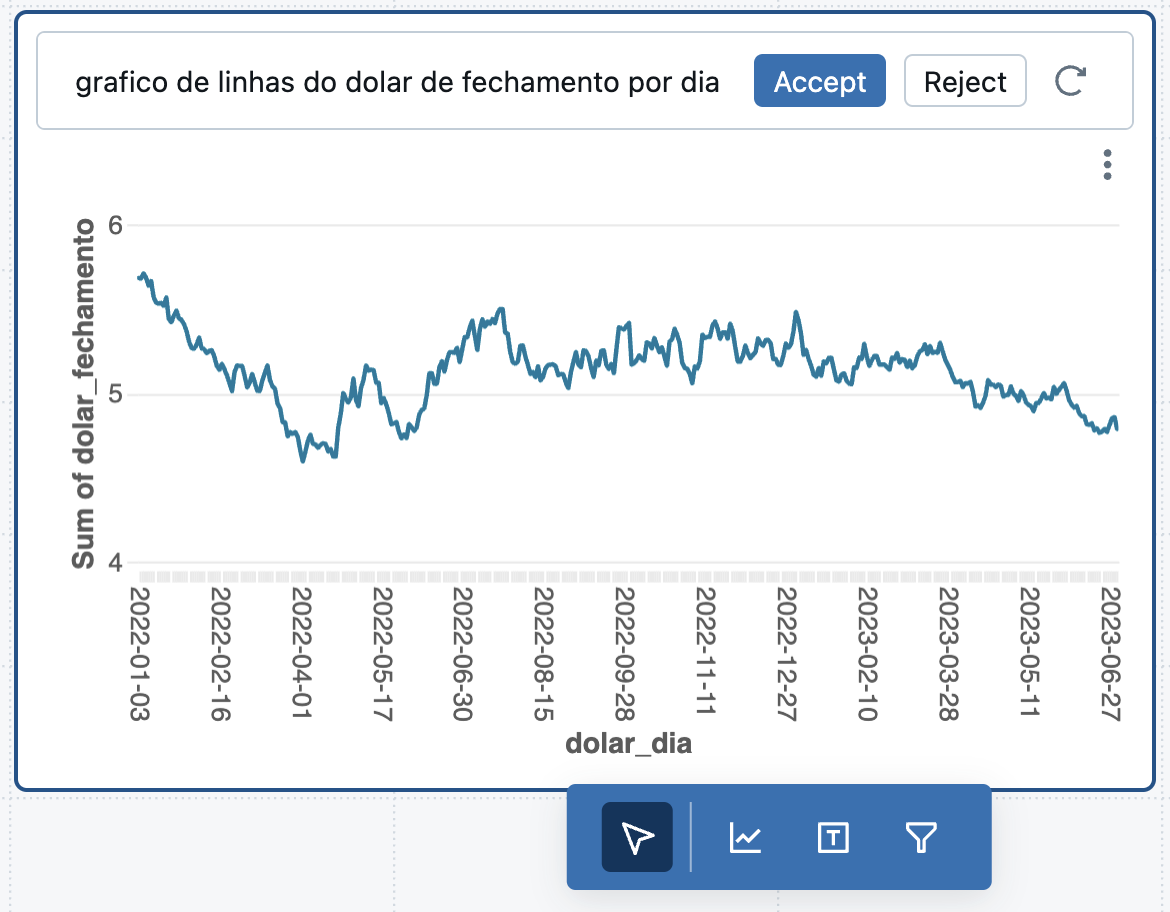 grafico de linhas do dolar de fechamento por dia
Accept
Reject
Sum of dolar_fechamento
6
5
4
2022-01-03
2022-02-16
2022-04-01
2022-05-17
2022-06-30
2022-08-15
2022-09-28
2022-11-11
2022-12-27
2023-02-10
2023-03-28
2023-05-11
2023-06-27
dolar_dia
T